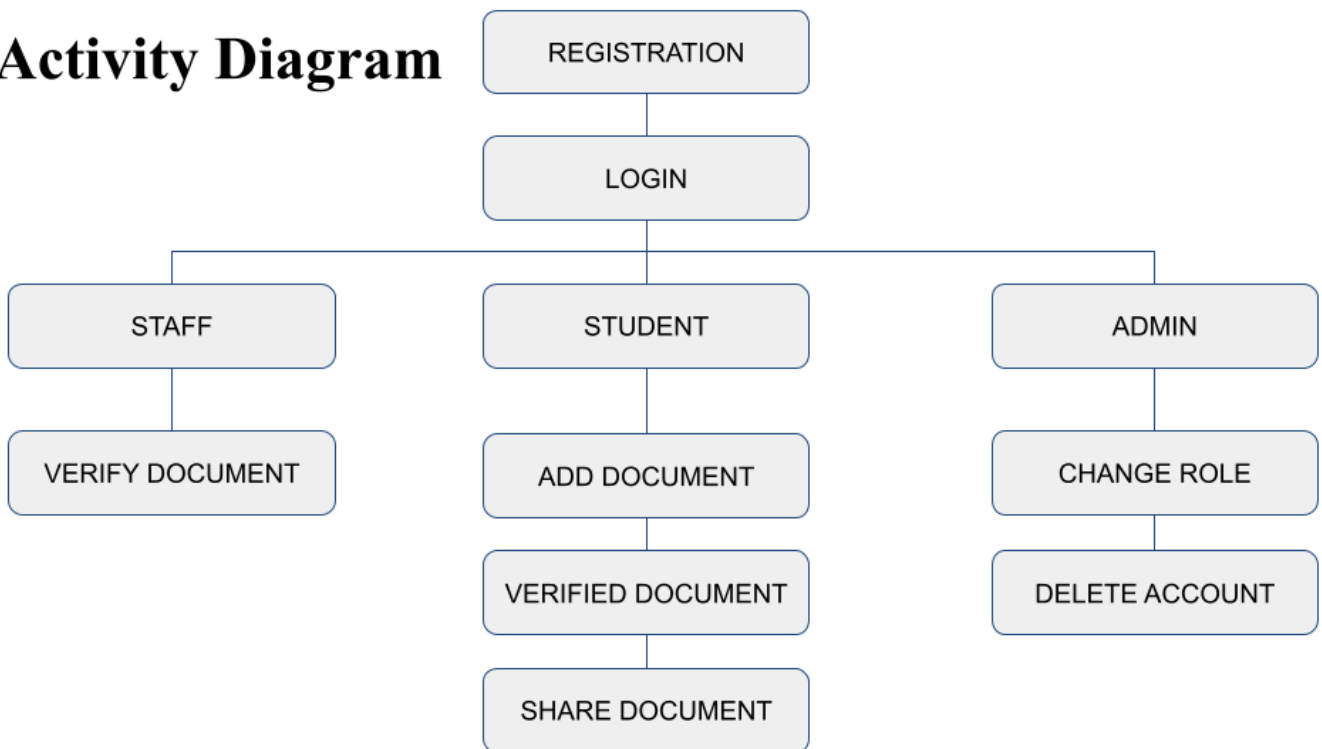 Activity Diagram
REGISTRATION
LOGIN
STAFF
STUDENT
ADMIN
VERIFY DOCUMENT
ADD DOCUMENT
CHANGE ROLE
VERIFIED DOCUMENT
DELETE ACCOUNT
SHARE DOCUMENT